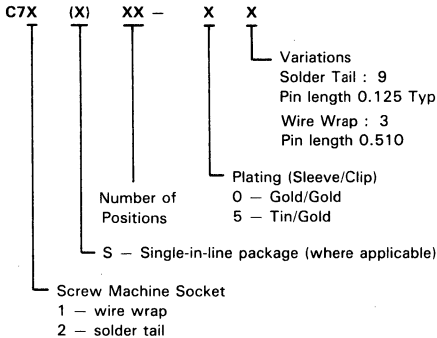 C7X (X) XX – X X
Variations
Solder Tail : 9
Pin length 0.125 Typ
Wire Wrap : 3
Pin length 0.510
Plating (Sleeve/Clip)
0 – Gold/Gold
5 – Tin/Gold
Number of
Positions
S – Single-in-line package (where applicable)
Screw Machine Socket
1 – wire wrap
2 – solder tail